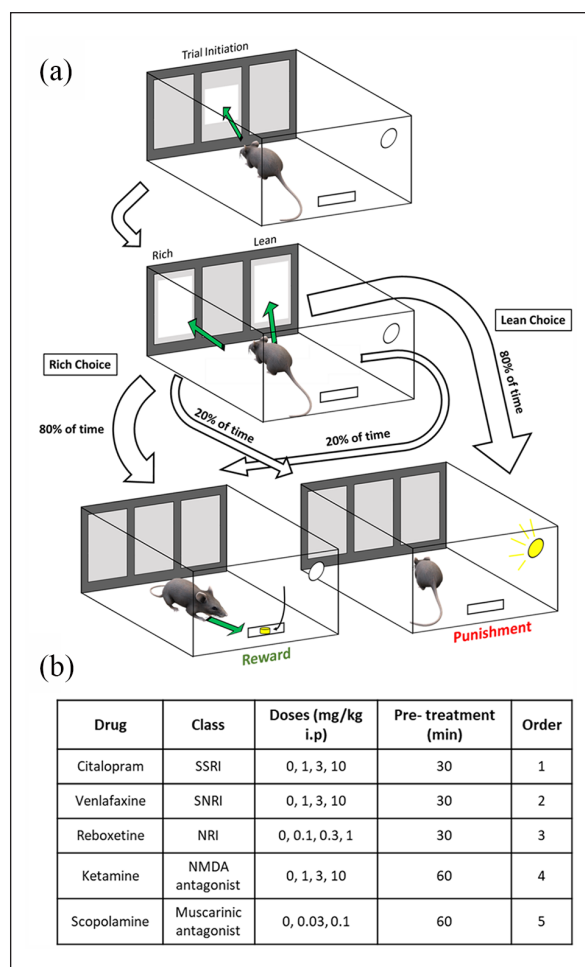 (a)
Trial Initiation
Rich
Lean
Lean Choice
Rich Choice
80% of time
80% of time
20% of time
20% of time
Reward
Punishment
(b)
Drug Class Doses (mg/kg i.p) Pre- treatment (min) Order
Citalopram SSRI 0, 1, 3, 10 30 1
Venlafaxine SNRI 0, 1, 3, 10 30 2
Reboxetine NRI 0, 0.1, 0.3, 1 30 3
Ketamine NMDA antagonist 0, 1, 3, 10 60 4
Scopolamine Muscarinic antagonist 0, 0.03, 0.1 60 5